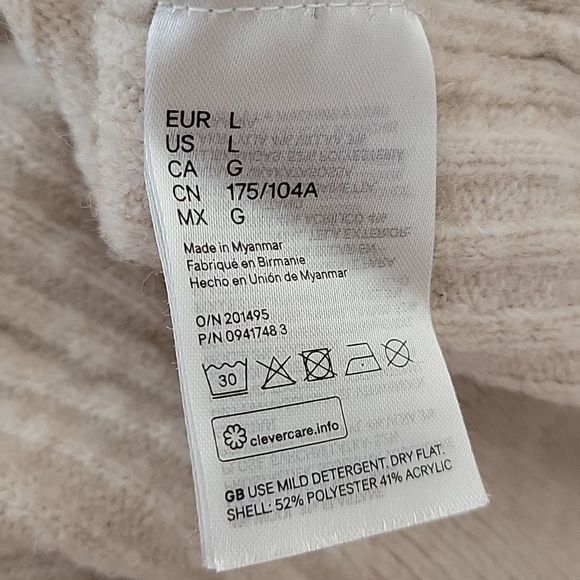 EUR L
US L
CA G
CN 175/104A
MX G
Made in Myanmar
Fabriqué en Birmanie
Hecho en Unión de Myanmar
O/N 201495
P/N 0941748 3
30
clevercare.info
GB USE MILD DETERGENT. DRY FLAT.
SHELL: 52% POLYESTER 41% ACRYLIC